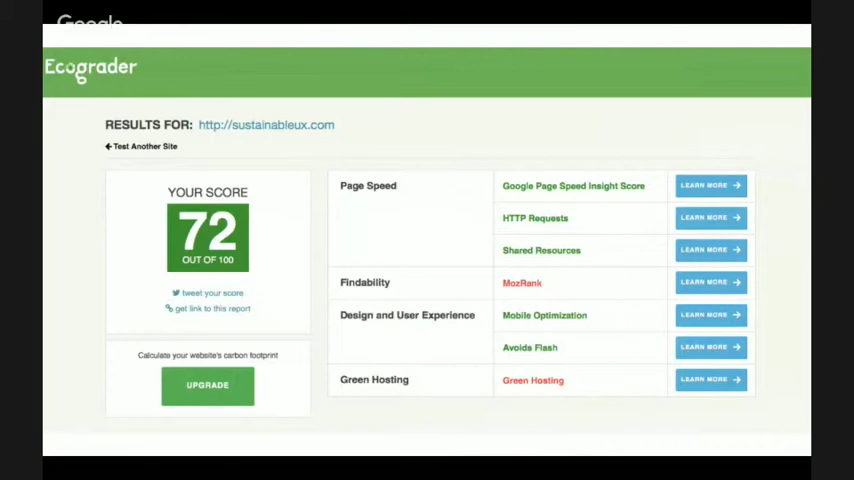 Google
Ecograder
RESULTS FOR: http://sustainableux.com
Test Another Site
YOUR SCORE
72
OUT OF 100
tweet your score
get link to this report
Calculate your website's carbon footprint
UPGRADE
Page Speed
Google Page Speed Insight Score
LEARN MORE
HTTP Requests
LEARN MORE
Shared Resources
LEARN MORE
Findability
MozRank
LEARN MORE
Design and User Experience
Mobile Optimization
LEARN MORE
Avoids Flash
LEARN MORE
Green Hosting
Green Hosting
LEARN MORE